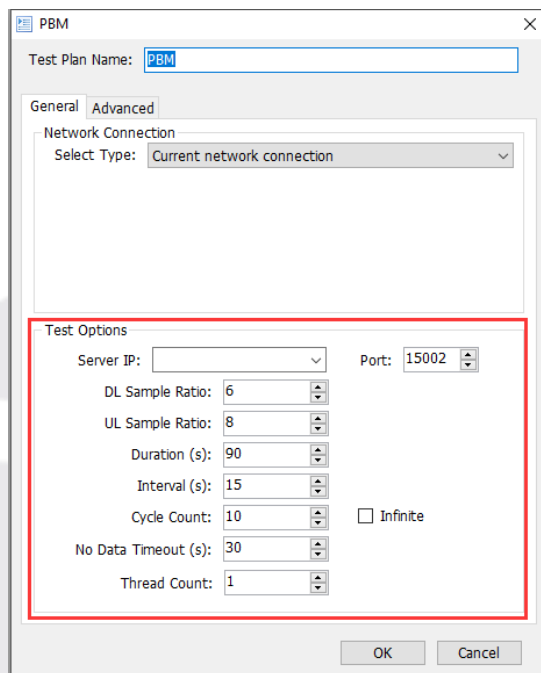 PBM
Test Plan Name: PBM
General Advanced
Network Connection
Select Type: Current network connection
Test Options
Server IP: Port: 15002
DL Sample Ratio: 6
UL Sample Ratio: 8
Duration (s): 90
Interval (s): 15
Cycle Count: 10 Infinite
No Data Timeout (s): 30
Thread Count: 1
OK Cancel